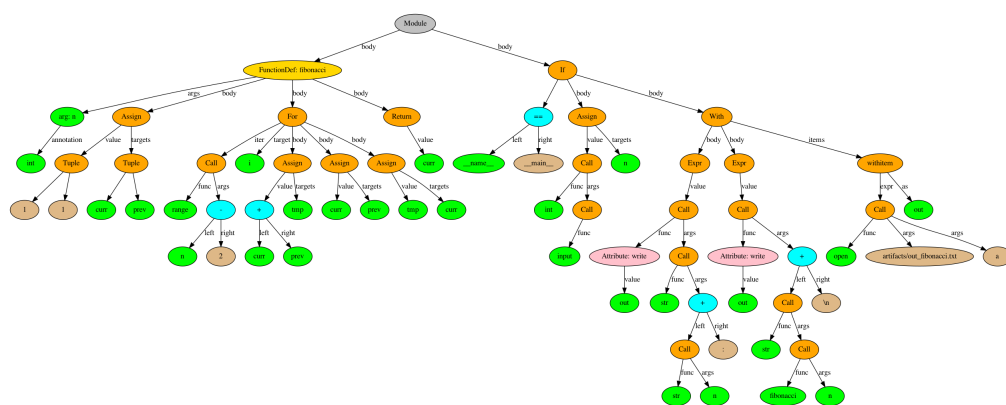 Module
body body
FunctionDef: fibonacci If
args body body body body body
arg: n Assign For Return == Assign With
annotation value targets iter target body body body value left right value targets body body items
int Tuple Tuple Call i Assign Assign Assign curr __name__ __main__ Call n Expr Expr withitem
func args value targets value targets value targets func args value value expr as
1 1 curr prev range - + tmp curr prev tmp curr int Call Call Call Call out
left right left right func func args func args func args args
n 2 curr prev input Attribute: write Call Attribute: write + open artifacts/out_fibonacci.txt a
value func args value left right
out str + out Call \n
left right func args
Call : str Call
func args func args
str n fibonacci n